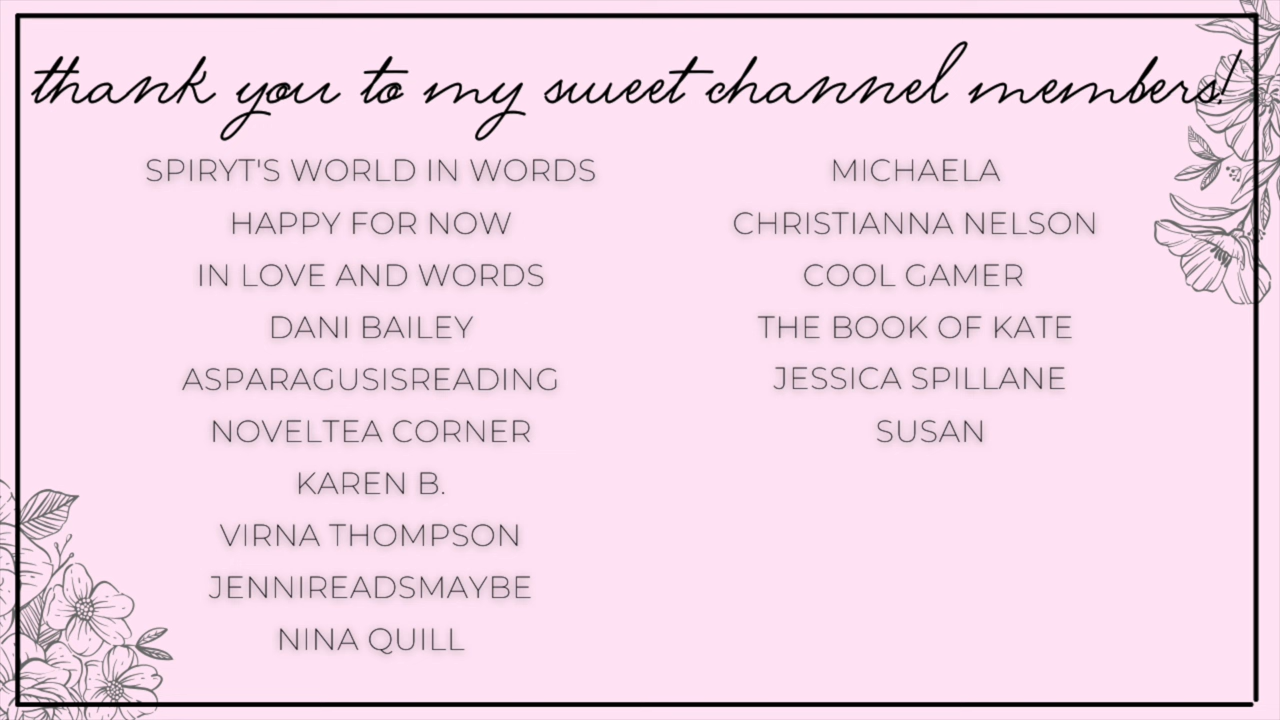 thank you to my sweet channel members!
SPIRYT'S WORLD IN WORDS
HAPPY FOR NOW
IN LOVE AND WORDS
DANI BAILEY
ASPARAGUSISREADING
NOVELTEA CORNER
KAREN B.
VIRNA THOMPSON
JENNIREADSMAYBE
NINA QUILL
MICHAELA
CHRISTIANNA NELSON
COOL GAMER
THE BOOK OF KATE
JESSICA SPILLANE
SUSAN